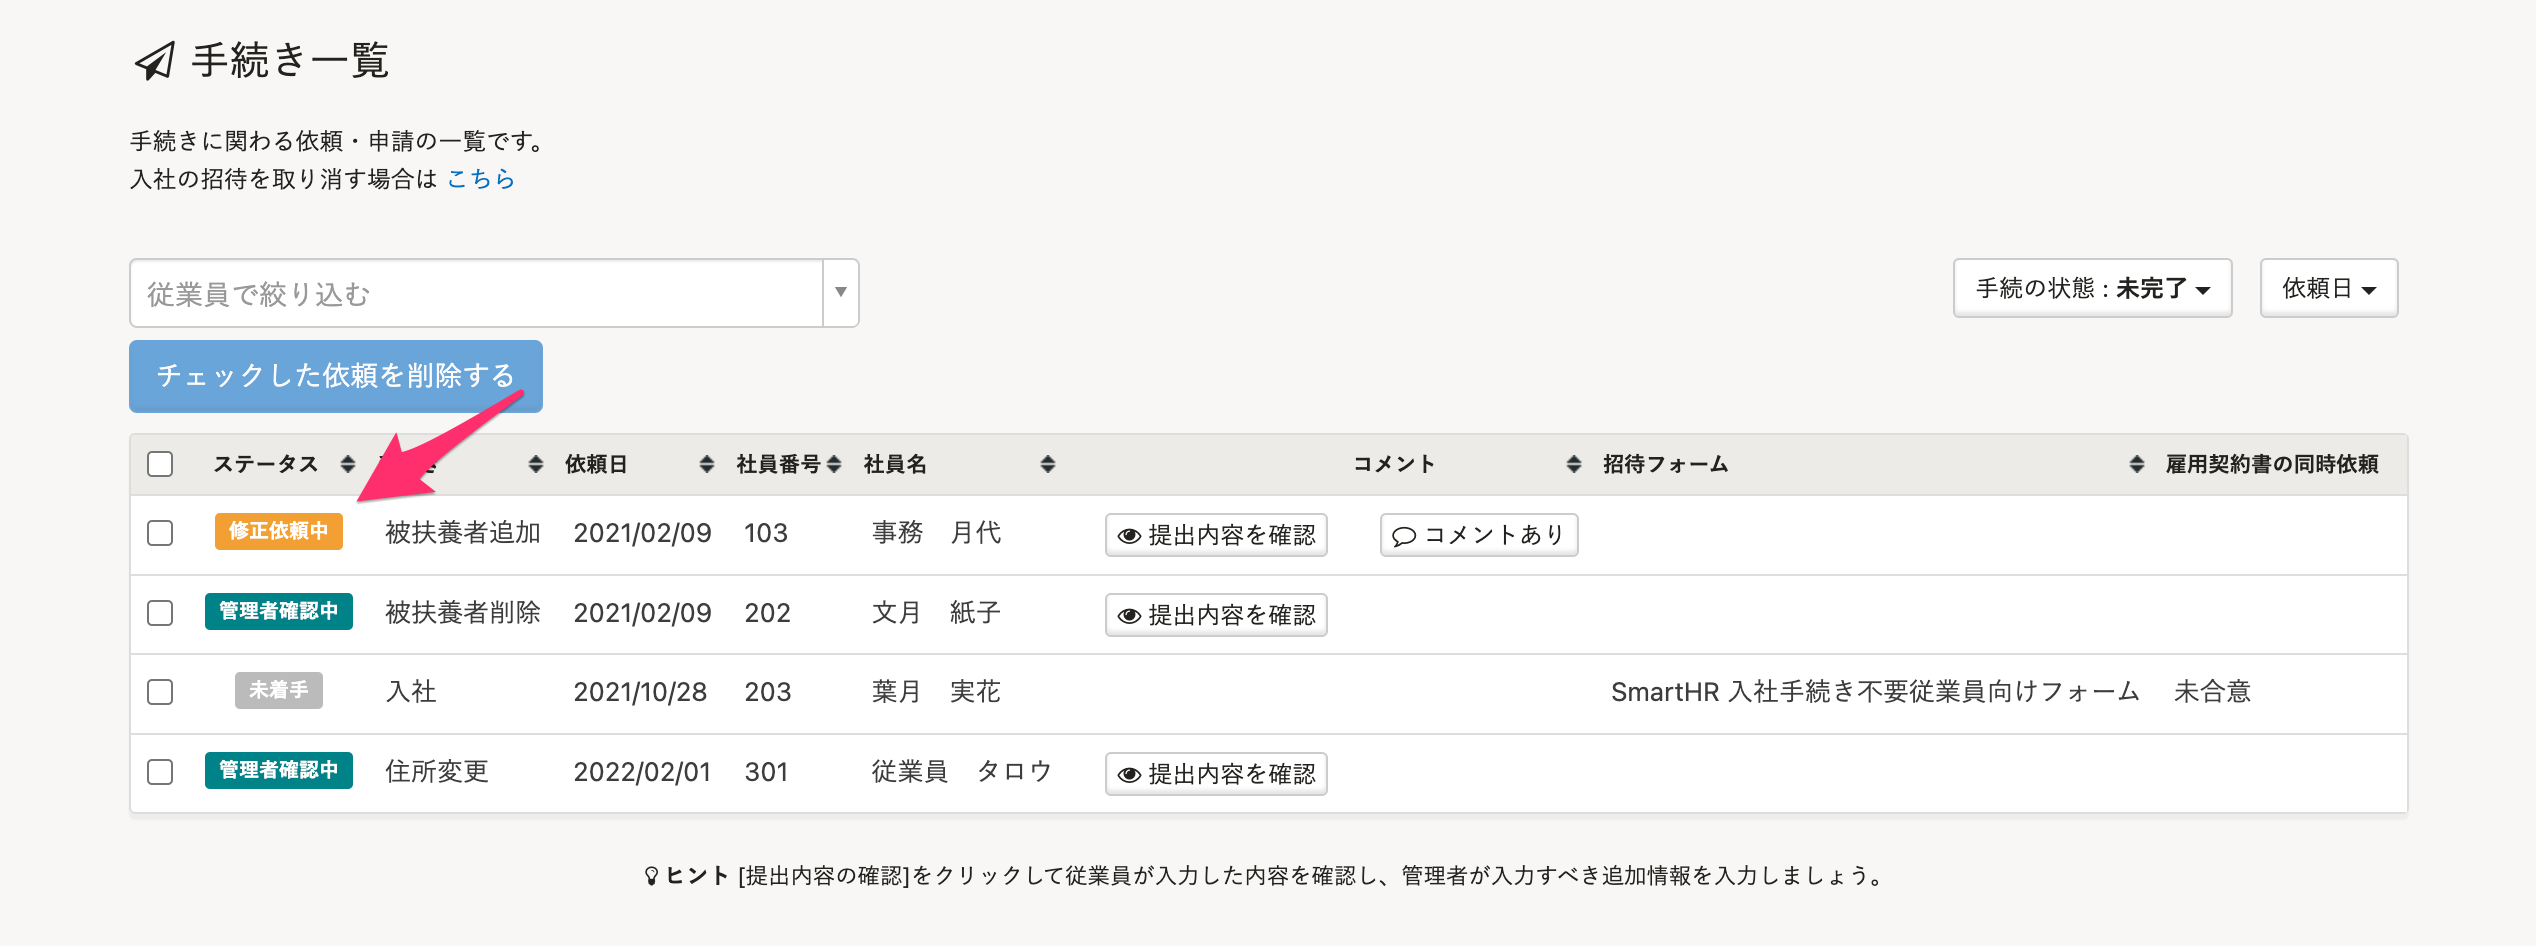 手続き一覧
手続きに関わる依頼・申請の一覧です。
入社の招待を取り消す場合は こちら
従業員で絞り込む
手続の状態 : 未完了
依頼日
チェックした依頼を削除する
ステータス 依頼日 社員番号 社員名 コメント 招待フォーム 雇用契約書の同時依頼
修正依頼中 被扶養者追加 2021/02/09 103 事務 月代 提出内容を確認 コメントあり
管理者確認中 被扶養者削除 2021/02/09 202 文月 紙子 提出内容を確認
未着手 入社 2021/10/28 203 葉月 実花 SmartHR 入社手続き不要従業員向けフォーム 未合意
管理者確認中 住所変更 2022/02/01 301 従業員 タロウ 提出内容を確認
ヒント [提出内容の確認]をクリックして従業員が入力した内容を確認し、管理者が入力すべき追加情報を入力しましょう。